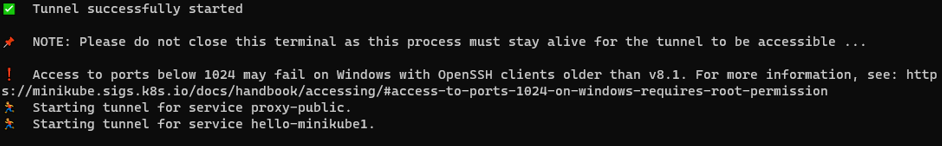 ✅ Tunnel successfully started
📌 NOTE: Please do not close this terminal as this process must stay alive for the tunnel to be accessible ...
❗ Access to ports below 1024 may fail on Windows with OpenSSH clients older than v8.1. For more information, see: http
s://minikube.sigs.k8s.io/docs/handbook/accessing/#access-to-ports-1024-on-windows-requires-root-permission
🏃 Starting tunnel for service proxy-public.
🏃 Starting tunnel for service hello-minikube1.